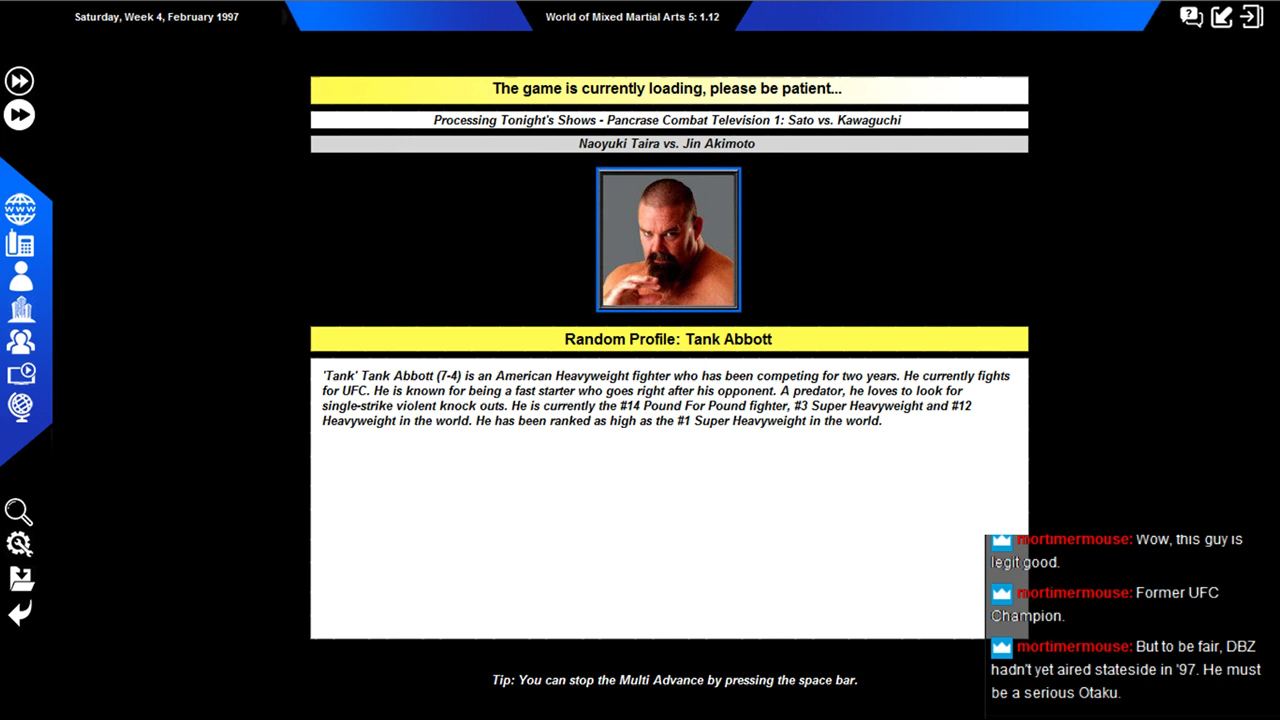 Saturday, Week 4, February 1997
World of Mixed Martial Arts 5: 1.12
The game is currently loading, please be patient...
Processing Tonight's Shows - Pancrase Combat Television 1: Sato vs. Kawaguchi
Naoyuki Taira vs. Jin Akimoto
WWW
Random Profile: Tank Abbott
'Tank' Tank Abbott (7-4) is an American Heavyweight fighter who has been competing for two years. He currently fights
for UFC. He is known for being a fast starter who goes right after his opponent. A predator, he loves to look for
single-strike violent knock outs. He is currently the #14 Pound For Pound fighter, #3 Super Heavyweight and #12
Heavyweight in the world. He has been ranked as high as the #1 Super Heavyweight in the world.
mortimermouse: Wow, this guy is
legit good.
mortimermouse: Former UFC
Champion.
mortimermouse: But to be fair, DBZ
hadn't yet aired stateside in '97. He must
be a serious Otaku.
Tip: You can stop the Multi Advance by pressing the space bar.